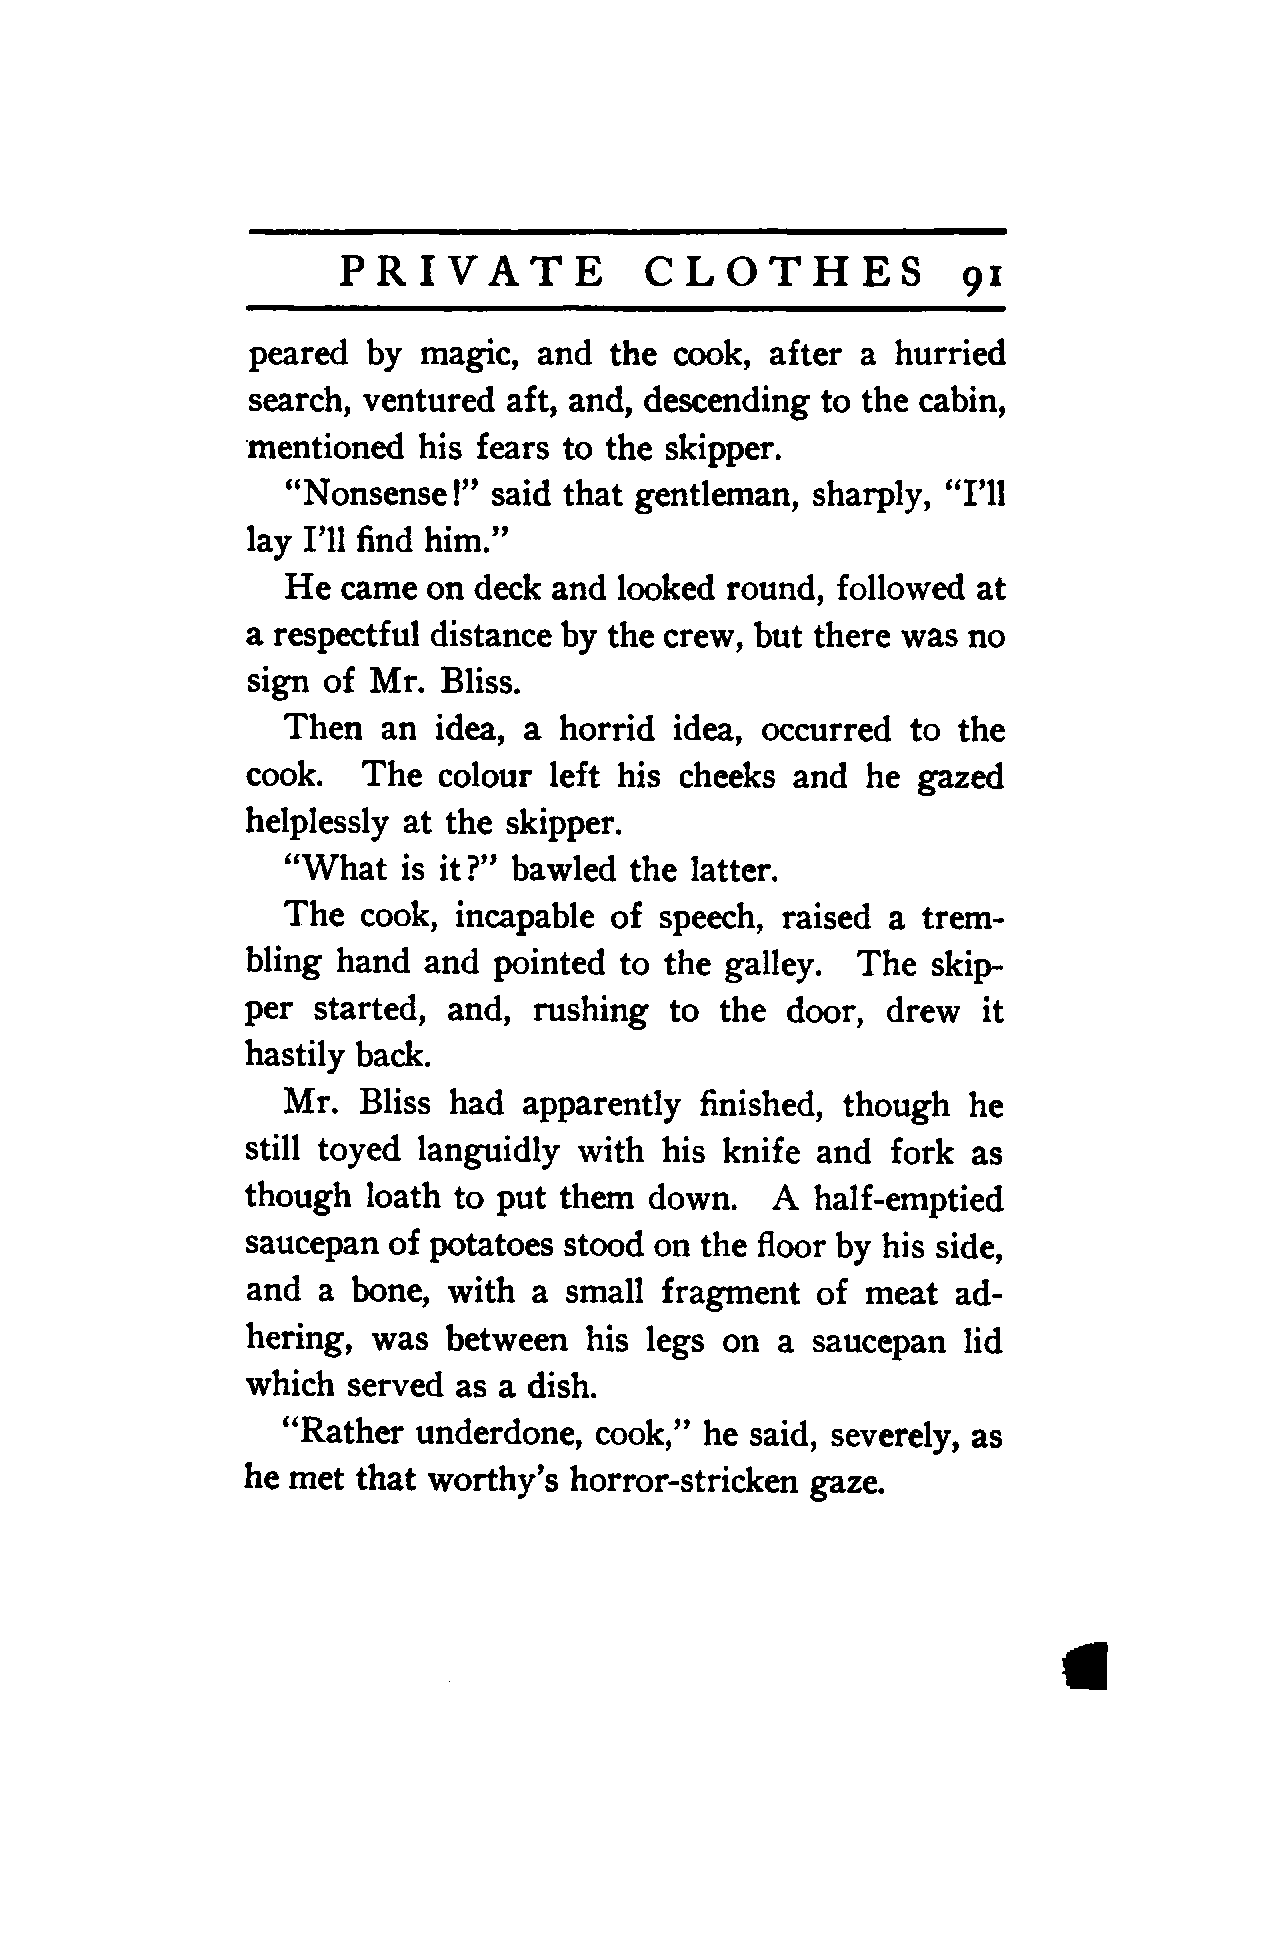 PRIVATE CLOTHES 91
peared by magic, and the cook, after a hurried
search, ventured aft, and, descending to the cabin,
mentioned his fears to the skipper.
“Nonsense!” said that gentleman, sharply, “I’ll
lay I’ll find him.”
He came on deck and looked round, followed at
a respectful distance by the crew, but there was no
sign of Mr. Bliss.
Then an idea, a horrid idea, occurred to the
cook. The colour left his cheeks and he gazed
helplessly at the skipper.
“What is it?” bawled the latter.
The cook, incapable of speech, raised a trem-
bling hand and pointed to the galley. The skip-
per started, and, rushing to the door, drew it
hastily back.
Mr. Bliss had apparently finished, though he
still toyed languidly with his knife and fork as
though loath to put them down. A half-emptied
saucepan of potatoes stood on the floor by his side,
and a bone, with a small fragment of meat ad-
hering, was between his legs on a saucepan lid
which served as a dish.
“Rather underdone, cook,” he said, severely, as
he met that worthy’s horror-stricken gaze.